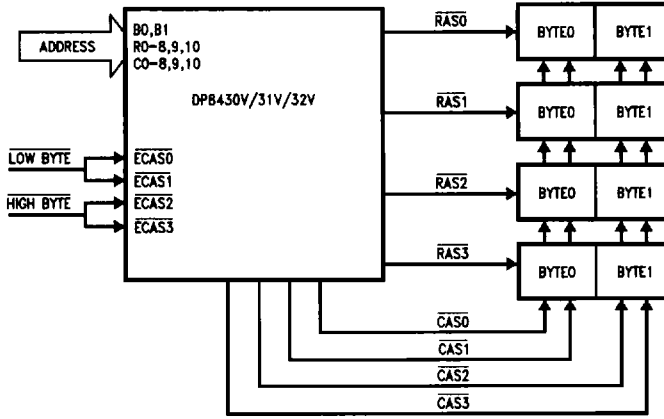 ADDRESS
B0,B1
R0-8,9,10
C0-8,9,10
DP8430V/31V/32V
LOW BYTE
HIGH BYTE
ECAS0
ECAS1
ECAS2
ECAS3
RAS0
BYTE0 BYTE1
RAS1
BYTE0 BYTE1
RAS2
BYTE0 BYTE1
RAS3
BYTE0 BYTE1
CAS0
CAS1
CAS2
CAS3